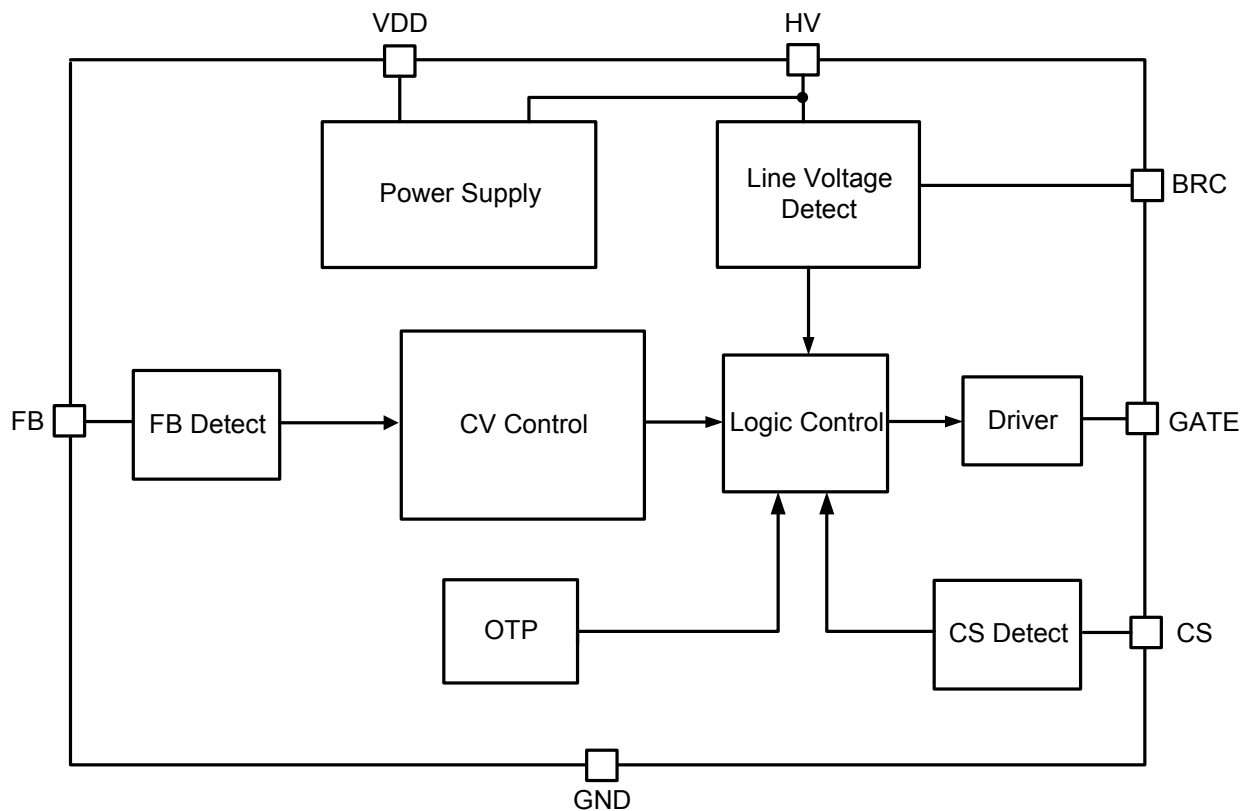 VDD
HV
Power Supply
Line Voltage
Detect
BRC
FB
FB Detect
CV Control
Logic Control
Driver
GATE
OTP
CS Detect
CS
GND